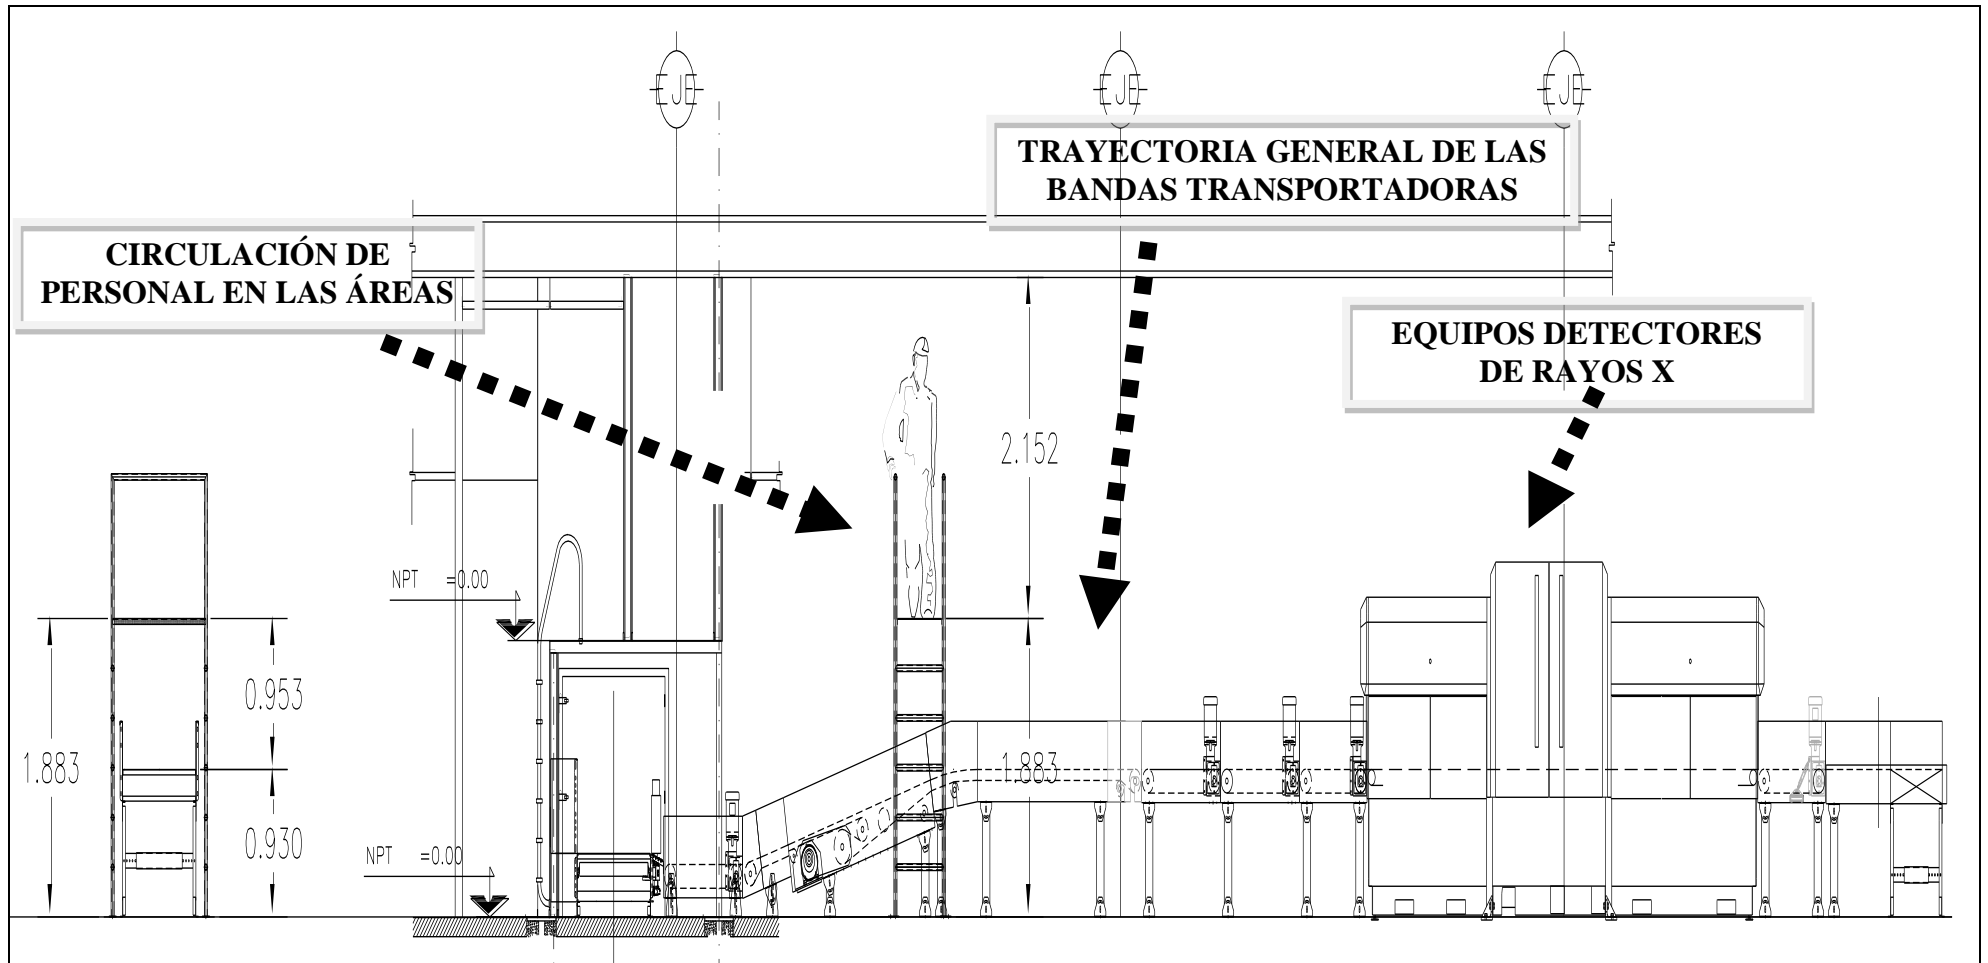 EJE
EJE
EJE
TRAYECTORIA GENERAL DE LAS
BANDAS TRANSPORTADORAS
CIRCULACIÓN DE
PERSONAL EN LAS ÁREAS
EQUIPOS DETECTORES
DE RAYOS X
2.152
NPT =0.00
0.953
1.883
1.883
0.930
NPT =0.00